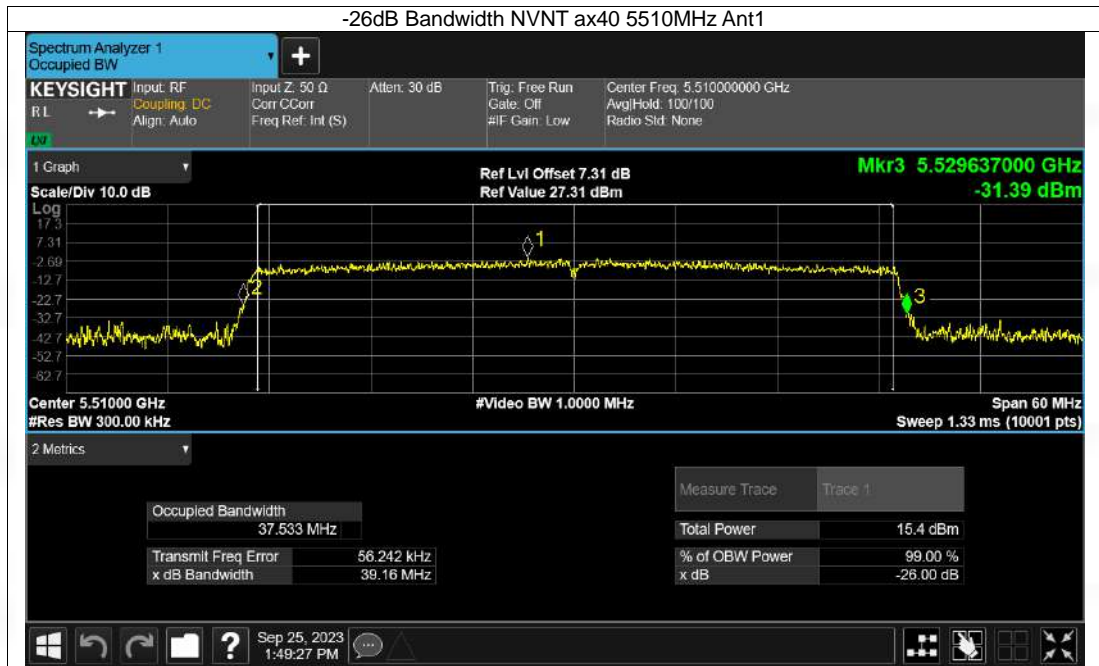 -26dB Bandwidth NVNT ax40 5510MHz Ant1
Spectrum Analyzer 1
Occupied BW
KEYSIGHT
RL
LXI
Input: RF
Coupling: DC
Align: Auto
Input Z: 50 Ω
Corr CCorr
Freq Ref: Int (S)
Atten: 30 dB
Trig: Free Run
Gate: Off
#IF Gain: Low
Center Freq: 5.510000000 GHz
Avg|Hold: 100/100
Radio Std: None
1 Graph
Scale/Div 10.0 dB
Ref Lvl Offset 7.31 dB
Ref Value 27.31 dBm
Mkr3 5.529637000 GHz
-31.39 dBm
Log
17.3
7.31
-2.69
-12.7
-22.7
-32.7
-42.7
-52.7
-62.7
1
2
3
Center 5.51000 GHz
#Res BW 300.00 kHz
#Video BW 1.0000 MHz
Span 60 MHz
Sweep 1.33 ms (10001 pts)
2 Metrics
Measure Trace Trace 1
Occupied Bandwidth
37.533 MHz
Transmit Freq Error 56.242 kHz
x dB Bandwidth 39.16 MHz
Total Power 15.4 dBm
% of OBW Power 99.00 %
x dB -26.00 dB
?
Sep 25, 2023
1:49:27 PM